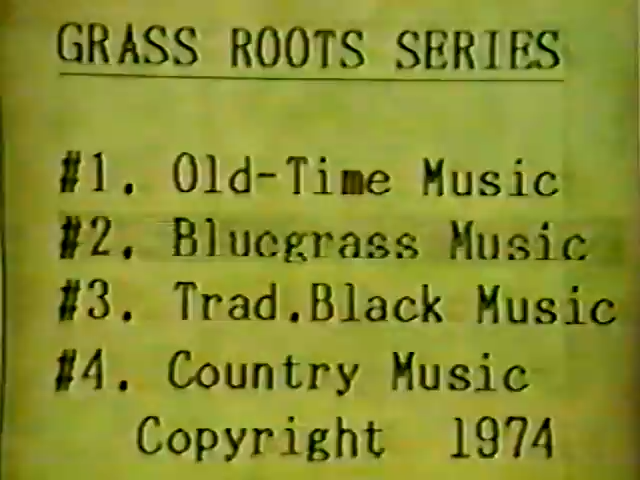 GRASS ROOTS SERIES
#1. Old-Time Music
#2. Bluegrass Music
#3. Trad.Black Music
#4. Country Music
Copyright 1974